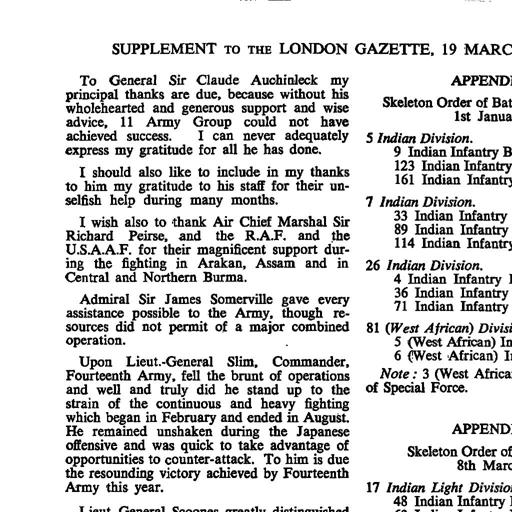 SUPPLEMENT TO THE LONDON GAZETTE, 19 MARC
To General Sir Claude Auchinleck my
principal thanks are due, because without his
wholehearted and generous support and wise
advice, 11 Army Group could not have
achieved success. I can never adequately
express my gratitude for all he has done.
I should also like to include in my thanks
to him my gratitude to his staff for their un-
selfish help during many months.
I wish also to thank Air Chief Marshal Sir
Richard Peirse, and the R.A.F. and the
U.S.A.A.F. for their magnificent support dur-
ing the fighting in Arakan, Assam and in
Central and Northern Burma.
Admiral Sir James Somerville gave every
assistance possible to the Army, though re-
sources did not permit of a major combined
operation.
Upon Lieut.-General Slim, Commander,
Fourteenth Army, fell the brunt of operations
and well and truly did he stand up to the
strain of the continuous and heavy fighting
which began in February and ended in August.
He remained unshaken during the Japanese
offensive and was quick to take advantage of
opportunities to counter-attack. To him is due
the resounding victory achieved by Fourteenth
Army this year.
Lieut. General Scoones greatly distinguished
APPEND
Skeleton Order of Bat
1st Janua
5 Indian Division.
9 Indian Infantry B
123 Indian Infantry
161 Indian Infantry
7 Indian Division.
33 Indian Infantry
89 Indian Infantry
114 Indian Infantry
26 Indian Division.
4 Indian Infantry
36 Indian Infantry
71 Indian Infantry
81 (West African) Divisi
5 (West African) In
6 (West African) I
Note: 3 (West Africa
of Special Force.
APPEND
Skeleton Order of
8th Marc
17 Indian Light Divisio
48 Indian Infantry